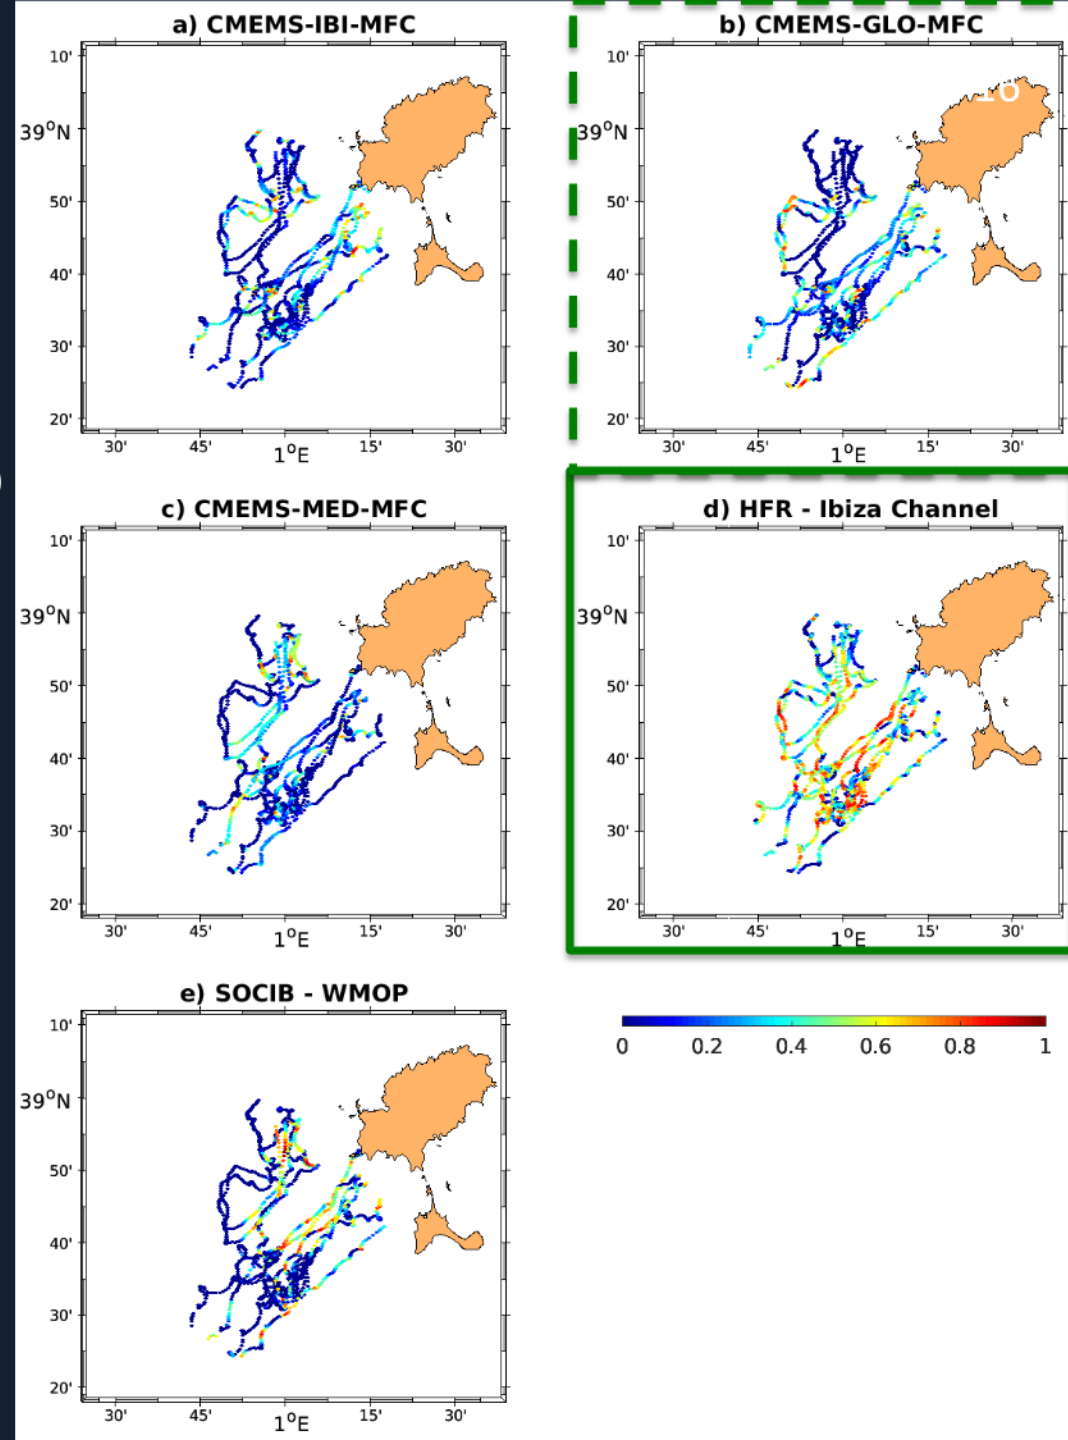 a) CMEMS-IBI-MFC
10'
39°N
50'
40'
30'
20'
30' 45' 1°E 15' 30'
b) CMEMS-GLO-MFC
16
10'
39°N
50'
40'
30'
20'
30' 45' 1°E 15' 30'
c) CMEMS-MED-MFC
10'
39°N
50'
40'
30'
20'
30' 45' 1°E 15' 30'
d) HFR - Ibiza Channel
10'
39°N
50'
40'
30'
20'
30' 45' 1°E 15' 30'
e) SOCIB - WMOP
10'
39°N
50'
40'
30'
20'
30' 45' 1°E 15' 30'
0 0.2 0.4 0.6 0.8 1